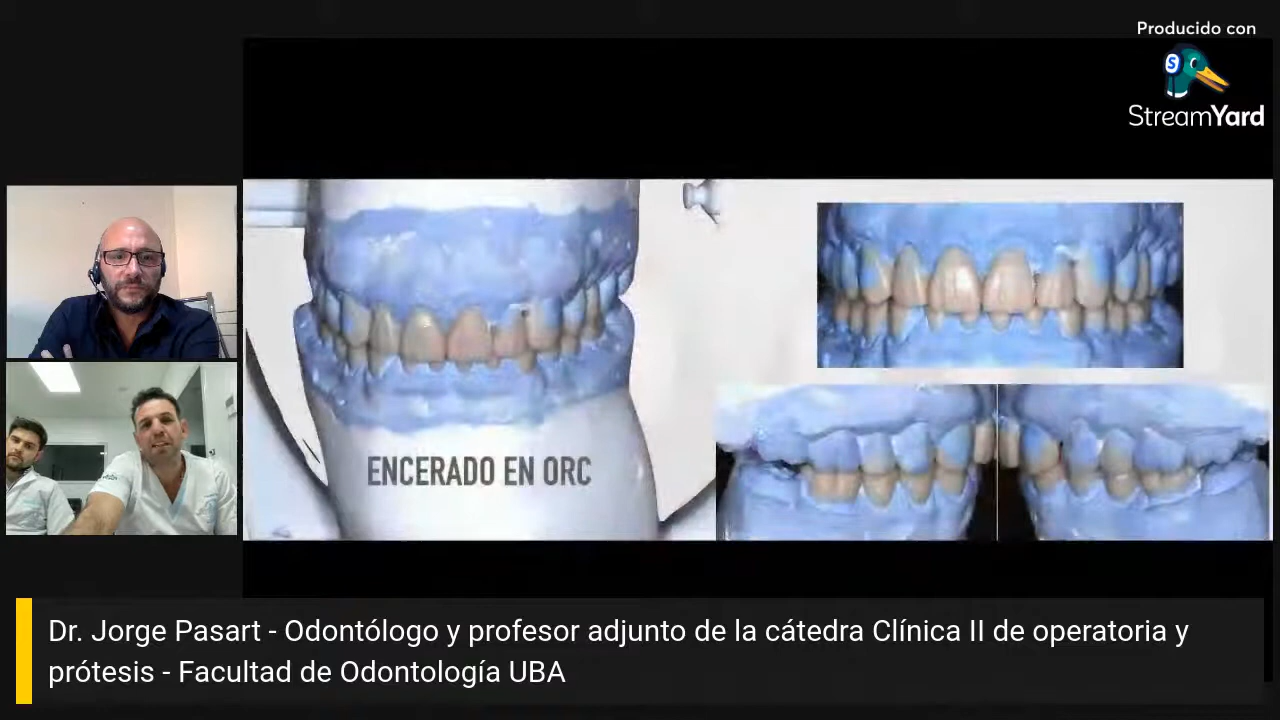 Producido con
S
StreamYard
ENCERADO EN ORC
Dr. Jorge Pasart - Odontólogo y profesor adjunto de la cátedra Clínica II de operatoria y
prótesis - Facultad de Odontología UBA